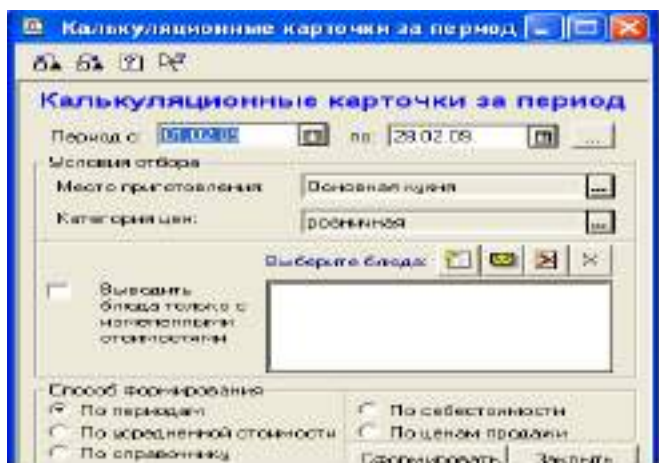 Калькуляционные карточки за период
Калькуляционные карточки за период
Период с: 01.02.09 по: 28.02.09 ...
Условия отбора
Место приготовления: Основная кухня ...
Категория цен: розничная ...
Выберите блюда:
Выводить
блюда только с
измененными
стоимостями
Способ формирования
По периодам По себестоимости
По усредненной стоимости По ценам продажи
По справочнику Сформировать Закрыть